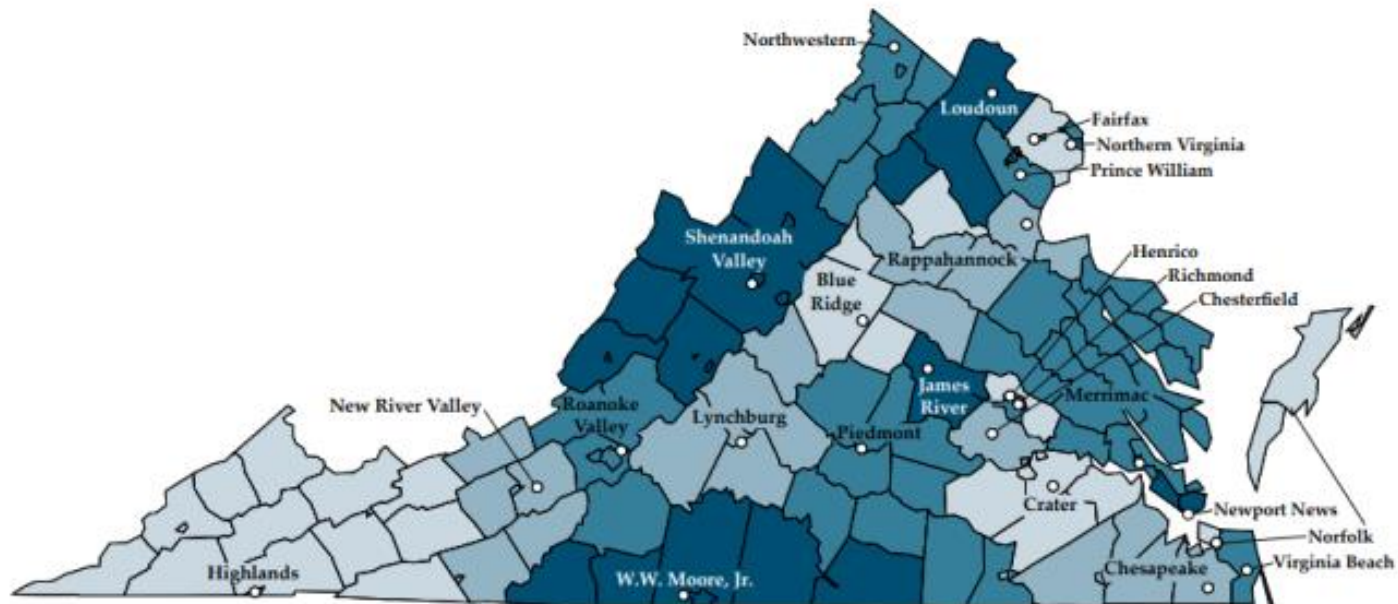 Northwestern
Loudoun
Fairfax
Northern Virginia
Prince William
Shenandoah
Valley
Rappahannock
Henrico
Richmond
Chesterfield
Blue
Ridge
James
River
Merrimac
New River Valley
Roanoke
Valley
Lynchburg
Piedmont
Crater
Newport News
Norfolk
Virginia Beach
Chesapeake
Highlands
W.W. Moore, Jr.